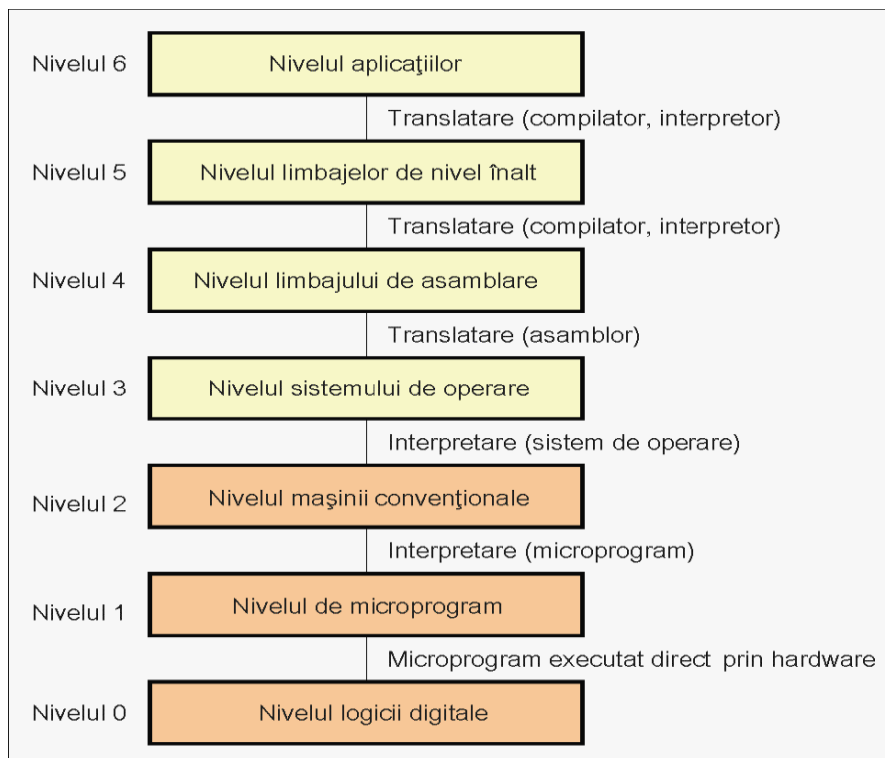 Nivelul 6
Nivelul aplicaţiilor
Translatare (compilator, interpretor)
Nivelul 5
Nivelul limbajelor de nivel înalt
Translatare (compilator, interpretor)
Nivelul 4
Nivelul limbajului de asamblare
Translatare (asamblor)
Nivelul 3
Nivelul sistemului de operare
Interpretare (sistem de operare)
Nivelul 2
Nivelul maşinii convenţionale
Interpretare (microprogram)
Nivelul 1
Nivelul de microprogram
Microprogram executat direct prin hardware
Nivelul 0
Nivelul logicii digitale